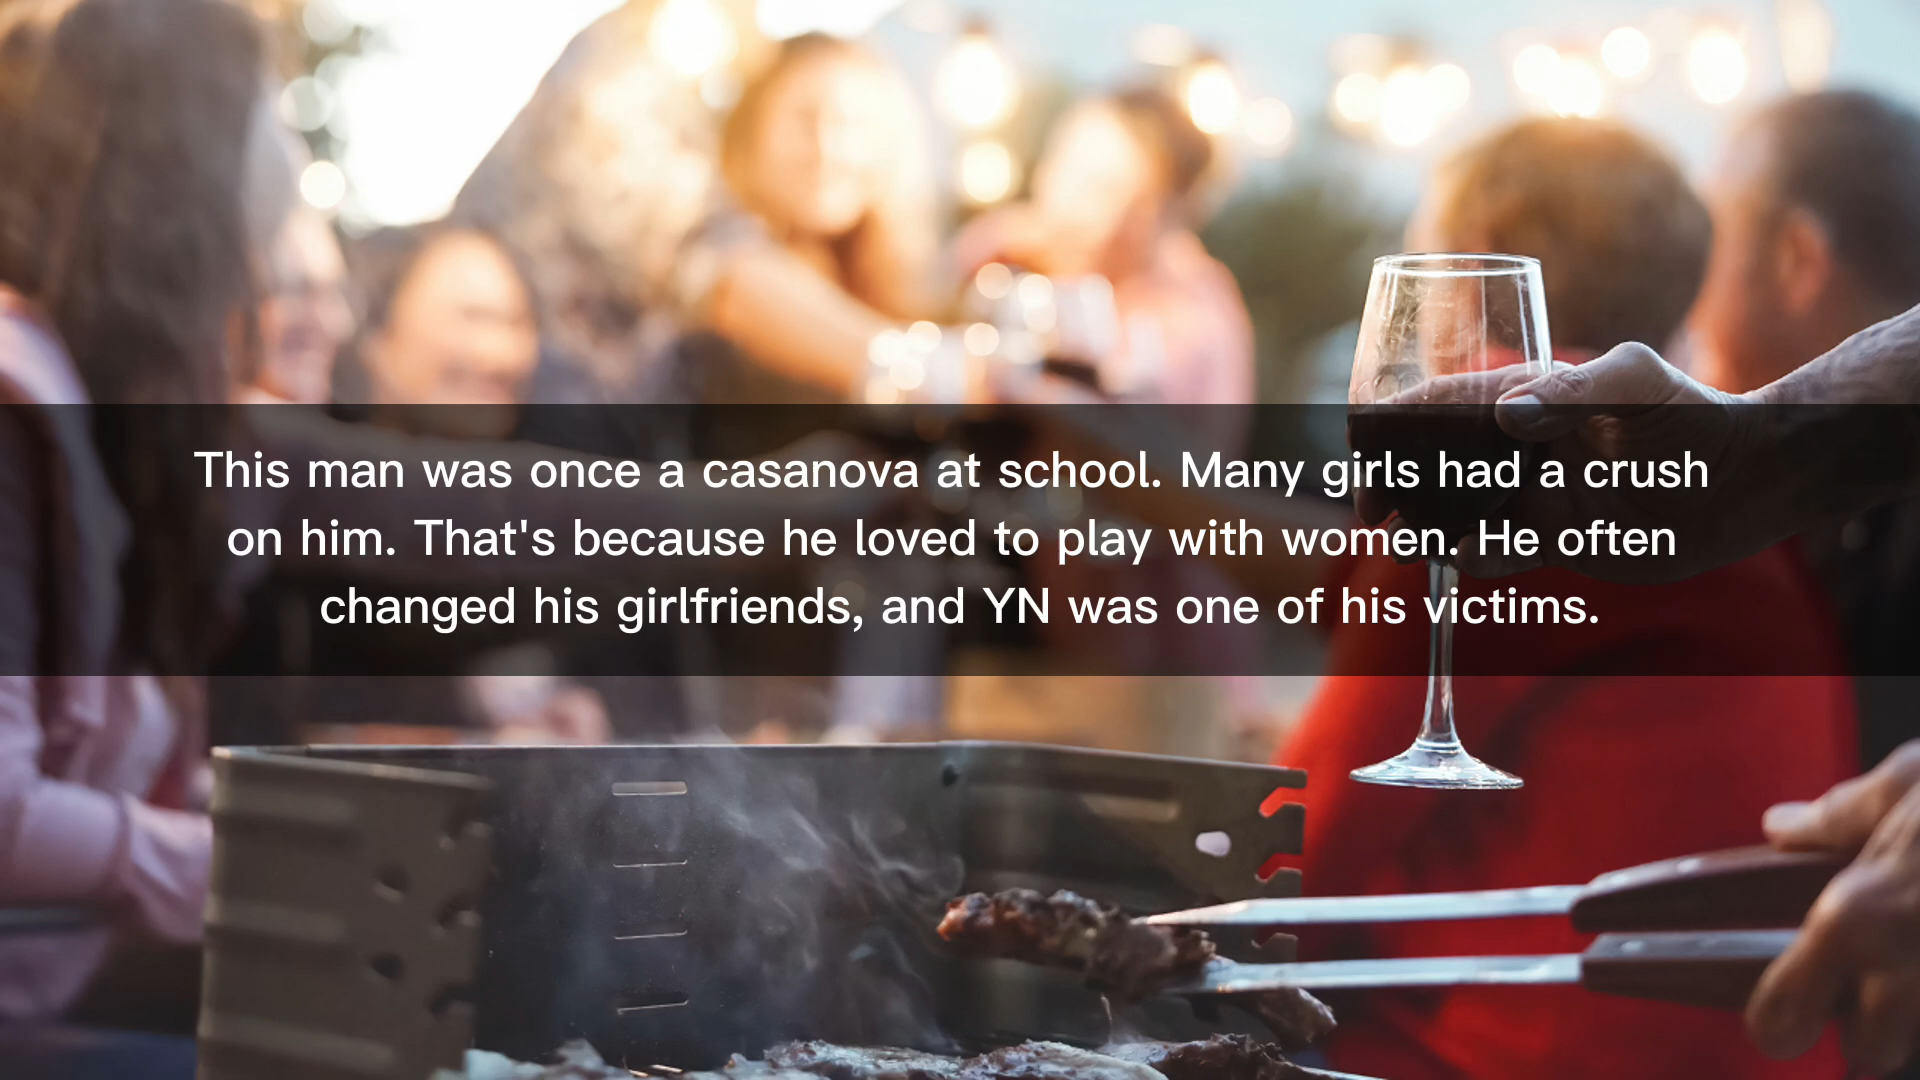 This man was once a casanova at school. Many girls had a crush
on him. That's because he loved to play with women. He often
changed his girlfriends, and YN was one of his victims.